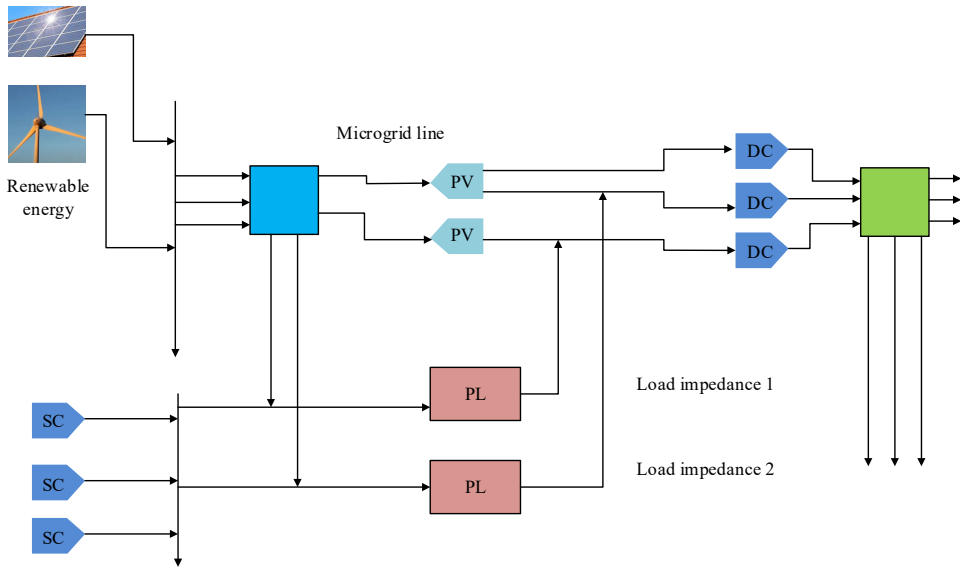 Microgrid line
DC
PV
Renewable
energy
DC
PV
DC
PL
Load impedance 1
SC
Load impedance 2
SC
PL
SC